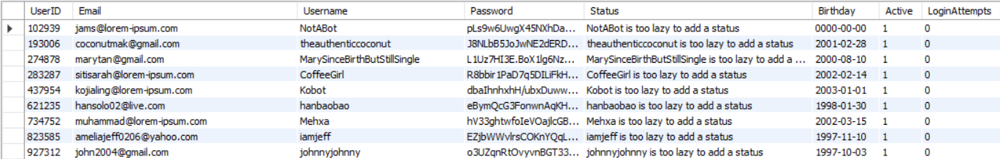 UserID Email Username Password Status Birthday Active LoginAttempts
102939 jams@lorem-ipsum.com NotABot pLs9w6UwgX45NXhDa... NotABot is too lazy to add a status 0000-00-00 1 0
193006 coconutmak@gmail.com theauthenticcoconut J8NLbB5JoJwNE2dERD... theauthenticcoconut is too lazy to add a status 2001-02-28 1 0
274878 marytan@gmail.com MarySinceBirthButStillSingle L1Uz7HI3E.BoX1lg6Nz... MarySinceBirthButStillSingle is too lazy to add a ... 2000-08-10 1 0
283287 sitisarah@lorem-ipsum.com CoffeeGirl R8bbir1PaD7q5DILiFkH... CoffeeGirl is too lazy to add a status 2002-02-14 1 0
437954 kojialing@lorem-ipsum.com Kobot dbaIhnhxhH/ubxDuww... Kobot is too lazy to add a status 2003-01-01 1 0
621235 hansolo02@live.com hanbaobao eBymQcG3FonwnAqKH... hanbaobao is too lazy to add a status 1998-01-30 1 0
734752 muhammad@lorem-ipsum.com Mehxa hV33ghtwfoIeVOajlcGB... Mehxa is too lazy to add a status 2002-03-15 1 0
823585 ameliajeff0206@yahoo.com iamjeff EZjbWWvlrsCOKnYQqL... iamjeff is too lazy to add a status 1997-11-10 1 0
927312 john2004@gmail.com johnnyjohnny o3UZqnRtOvyvnBGT33... johnnyjohnny is too lazy to add a status 1997-10-03 1 0